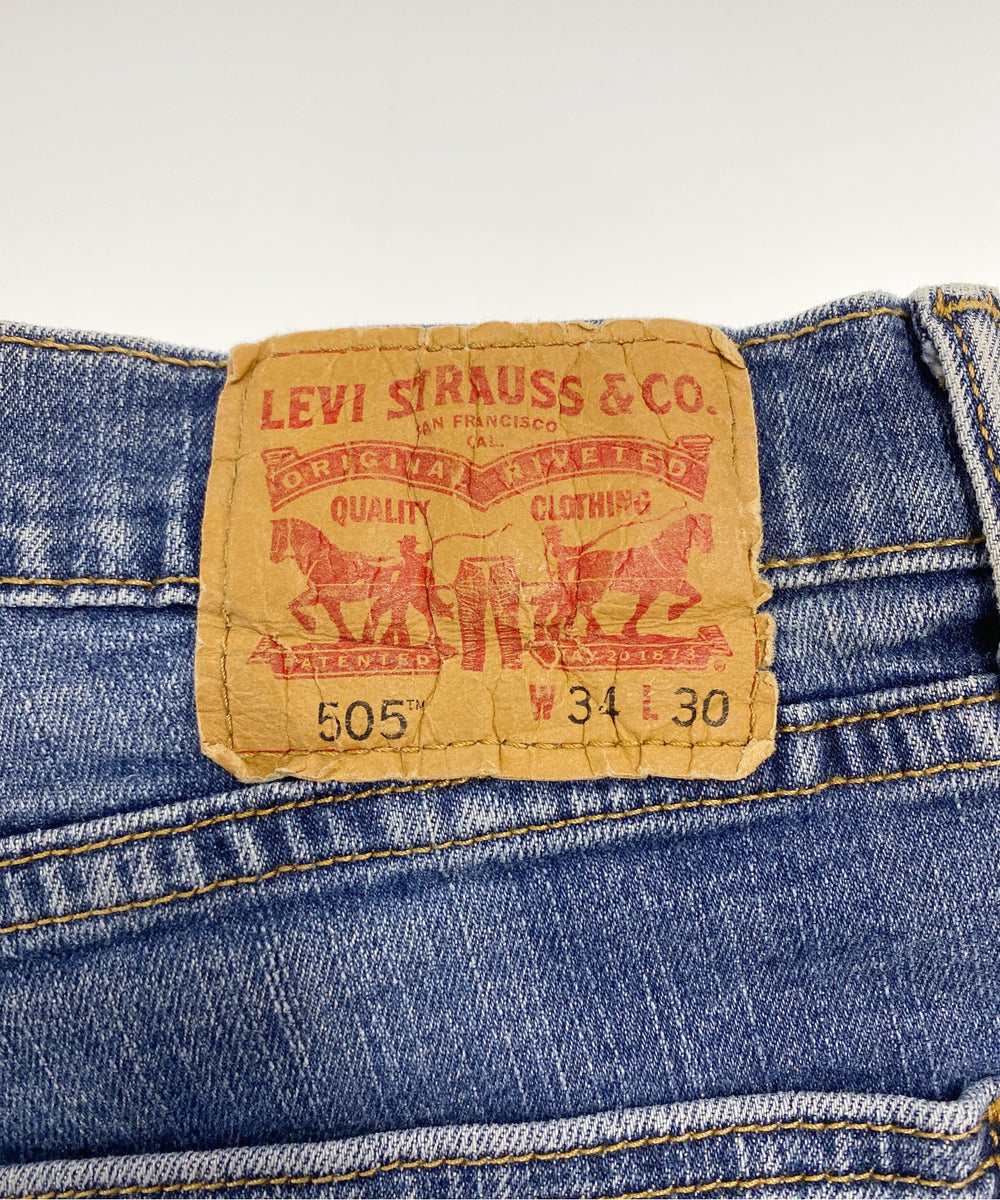 LEVI STRAUSS & CO.
SAN FRANCISCO
CAL.
ORIGINAL RIVETED
QUALITY CLOTHING
PATENTED MAY 20 1873 ®
505™ W 34 L 30